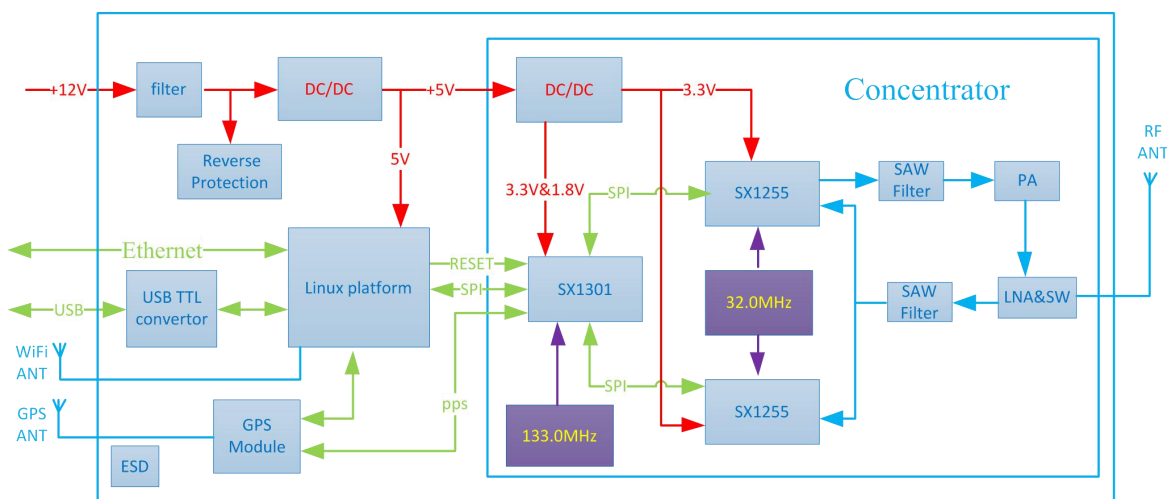 +12V
filter
DC/DC
+5V
DC/DC
3.3V
Concentrator
RF
ANT
Reverse
Protection
5V
3.3V&1.8V
SPI
SX1255
SAW
Filter
PA
Ethernet
Linux platform
RESET
SPI
SX1301
32.0MHz
SAW
Filter
LNA&SW
USB
USB TTL
convertor
WiFi
ANT
GPS
ANT
GPS
Module
pps
SPI
133.0MHz
SX1255
ESD